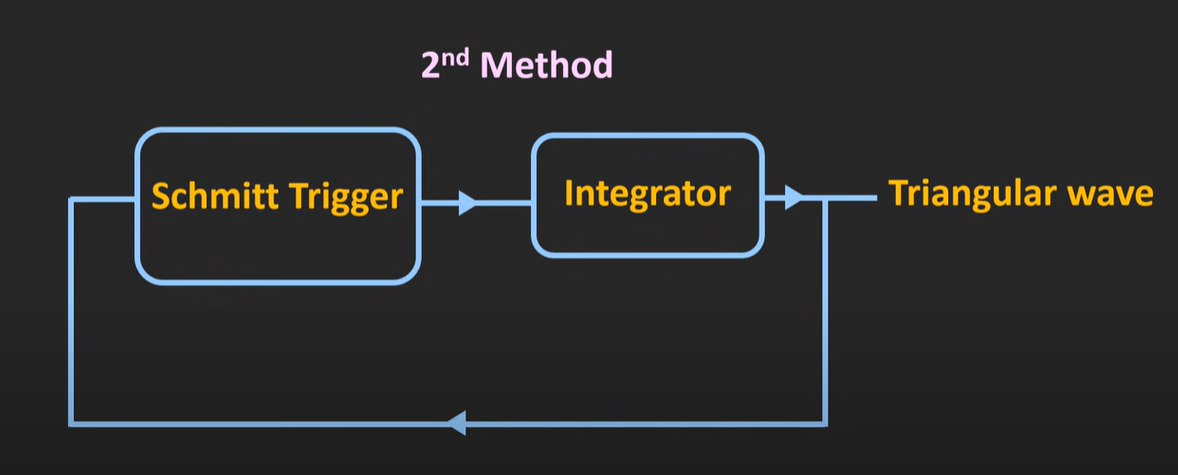 2nd Method
Schmitt Trigger
Integrator
Triangular wave